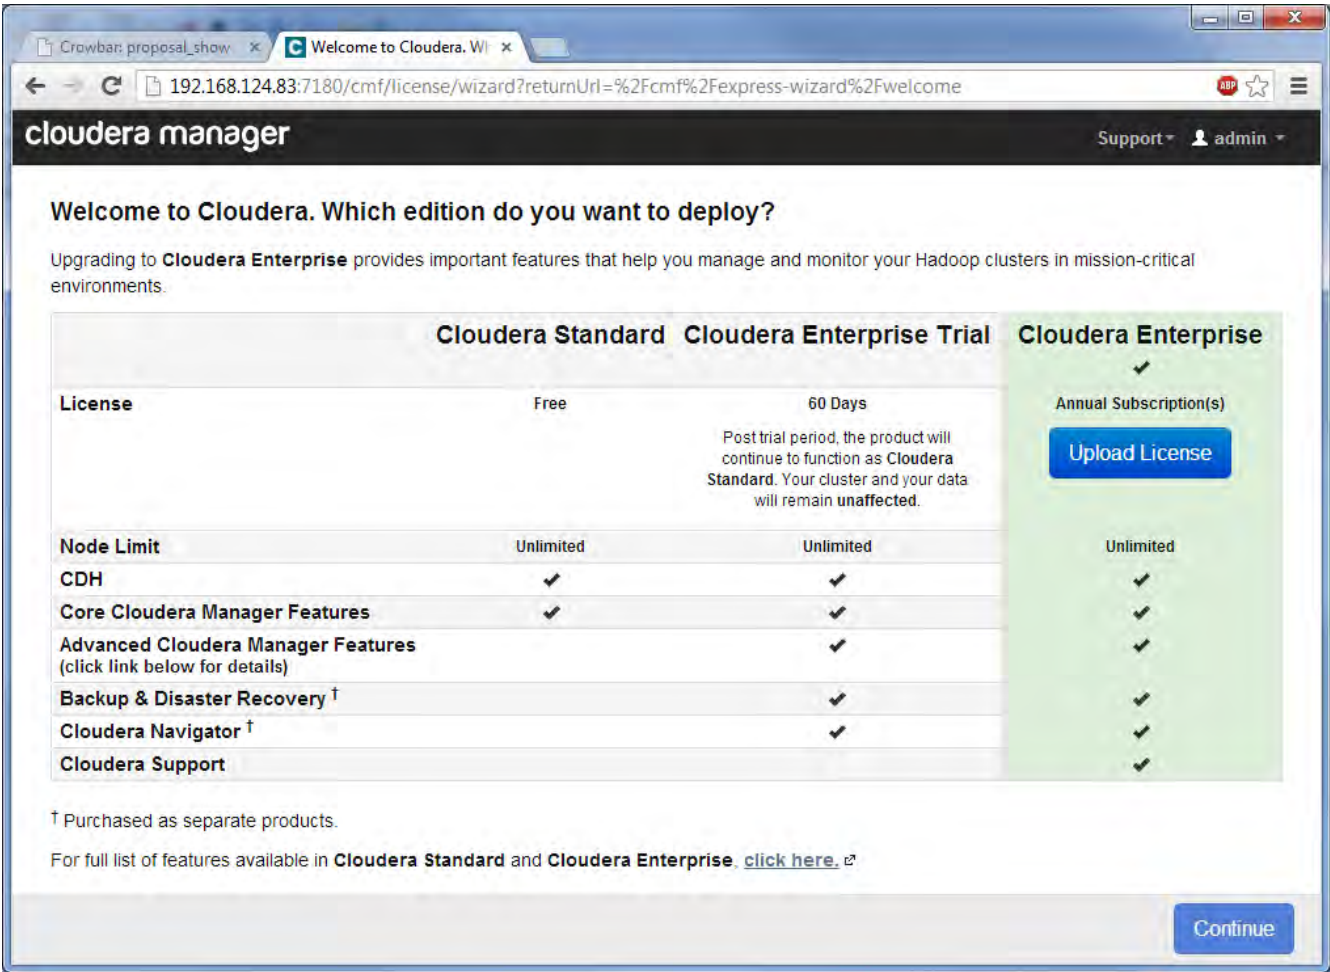 Crowbar: proposal_show
Welcome to Cloudera. Wh
192.168.124.83:7180/cmf/license/wizard?returnUrl=%2Fcmf%2Fexpress-wizard%2Fwelcome
ABP
cloudera manager
Support
admin
Welcome to Cloudera. Which edition do you want to deploy?
Upgrading to Cloudera Enterprise provides important features that help you manage and monitor your Hadoop clusters in mission-critical
environments.
Cloudera Standard Cloudera Enterprise Trial Cloudera Enterprise
✔
License Free 60 Days Annual Subscription(s)
Post trial period, the product will
continue to function as Cloudera
Standard. Your cluster and your data
will remain unaffected.
Upload License
Node Limit Unlimited Unlimited Unlimited
CDH ✔ ✔ ✔
Core Cloudera Manager Features ✔ ✔ ✔
Advanced Cloudera Manager Features ✔ ✔
(click link below for details)
Backup & Disaster Recovery † ✔ ✔
Cloudera Navigator † ✔ ✔
Cloudera Support ✔
† Purchased as separate products.
For full list of features available in Cloudera Standard and Cloudera Enterprise, click here.
Continue